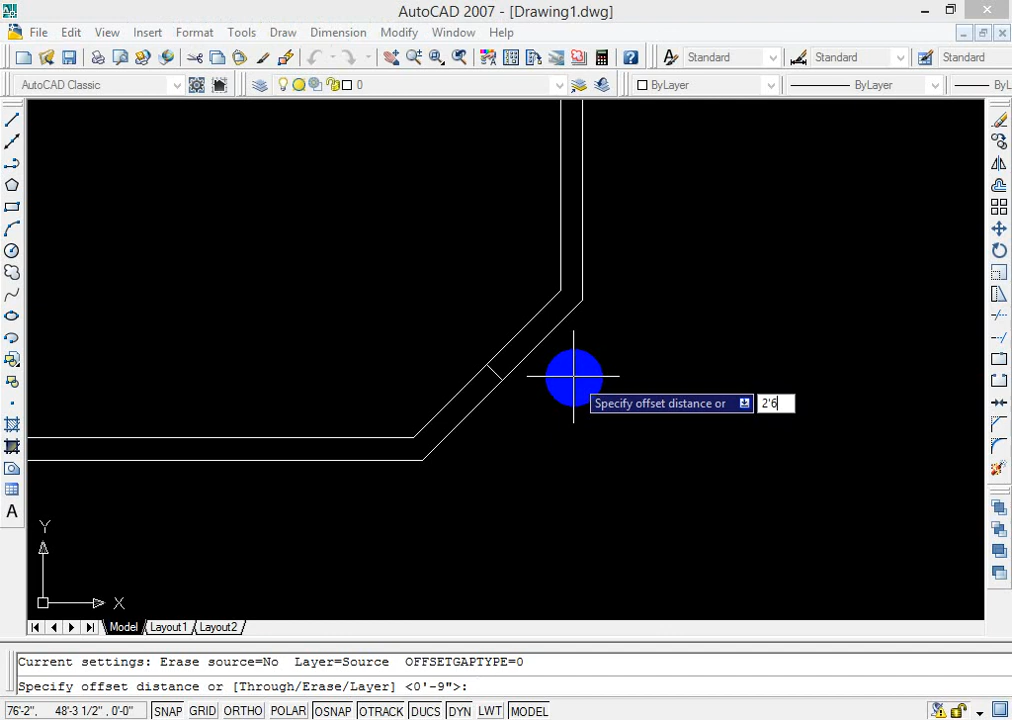 AutoCAD 2007 - [Drawing1.dwg]
File Edit View Insert Format Tools Draw Dimension Modify Window Help
Standard Standard Standard
AutoCAD Classic 0 ByLayer ByLayer ByL
Specify offset distance or 2'6
Y
X
Model Layout1 Layout2
Current settings: Erase source=No Layer=Source OFFSETGAPTYPE=0
Specify offset distance or [Through/Erase/Layer] <0'-9">:
76'-2", 48'-3 1/2" , 0'-0" SNAP GRID ORTHO POLAR OSNAP OTRACK DUCS DYN LWT MODEL